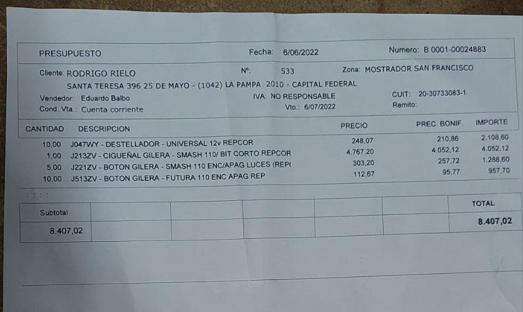 PRESUPUESTO Fecha: 6/06/2022 Numero: B 0001-00024883
Cliente: RODRIGO RIELO Nº: 533 Zona: MOSTRADOR SAN FRANCISCO
SANTA TERESA 396 25 DE MAYO - (1042) LA PAMPA 2010 - CAPITAL FEDERAL
Vendedor: Eduardo Balbo IVA: NO RESPONSABLE CUIT: 20-30733083-1
Cond. Vta.: Cuenta corriente Vto.: 6/07/2022 Remito:
CANTIDAD DESCRIPCION PRECIO PREC. BONIF. IMPORTE
10,00 J047WY - DESTELLADOR - UNIVERSAL 12v REPCOR 248,07 210,86 2.108,60
1,00 J213ZV - CIGUEÑAL GILERA - SMASH 110/ BIT CORTO REPCOR 4.767,20 4.052,12 4.052,12
5,00 J221ZV - BOTON GILERA - SMASH 110 ENC/APAG LUCES (REP( 303,20 257,72 1.288,60
10,00 J513ZV - BOTON GILERA - FUTURA 110 ENC APAG REP 112,67 95,77 957,70
Subtotal TOTAL
8.407,02 8.407,02